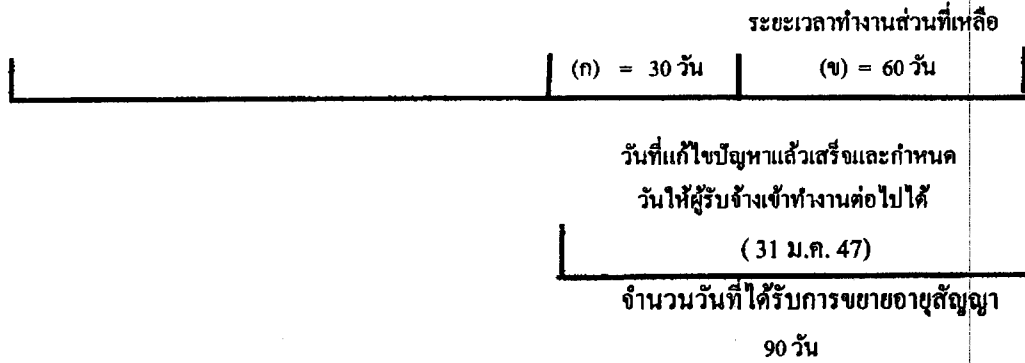 ระยะเวลาทำงานส่วนที่เหลือ
(ก) = 30 วัน (ข) = 60 วัน
วันที่แก้ไขปัญหาแล้วเสร็จและกำหนด
วันให้ผู้รับจ้างเข้าทำงานต่อไปได้
( 31 ม.ค. 47)
จำนวนวันที่ได้รับการขยายอายุสัญญา
90 วัน